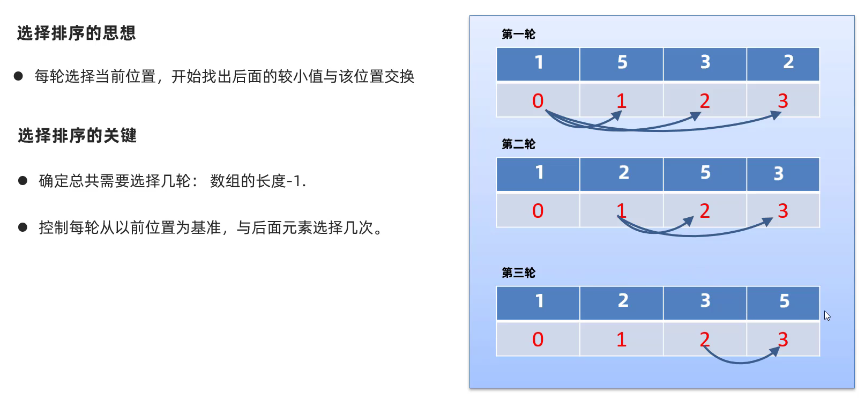 选择排序的思想
● 每轮选择当前位置，开始找出后面的较小值与该位置交换
选择排序的关键
● 确定总共需要选择几轮： 数组的长度-1.
● 控制每轮从以前位置为基准，与后面元素选择几次。
第一轮
1 5 3 2
0 1 2 3
第二轮
1 2 5 3
0 1 2 3
第三轮
1 2 3 5
0 1 2 3